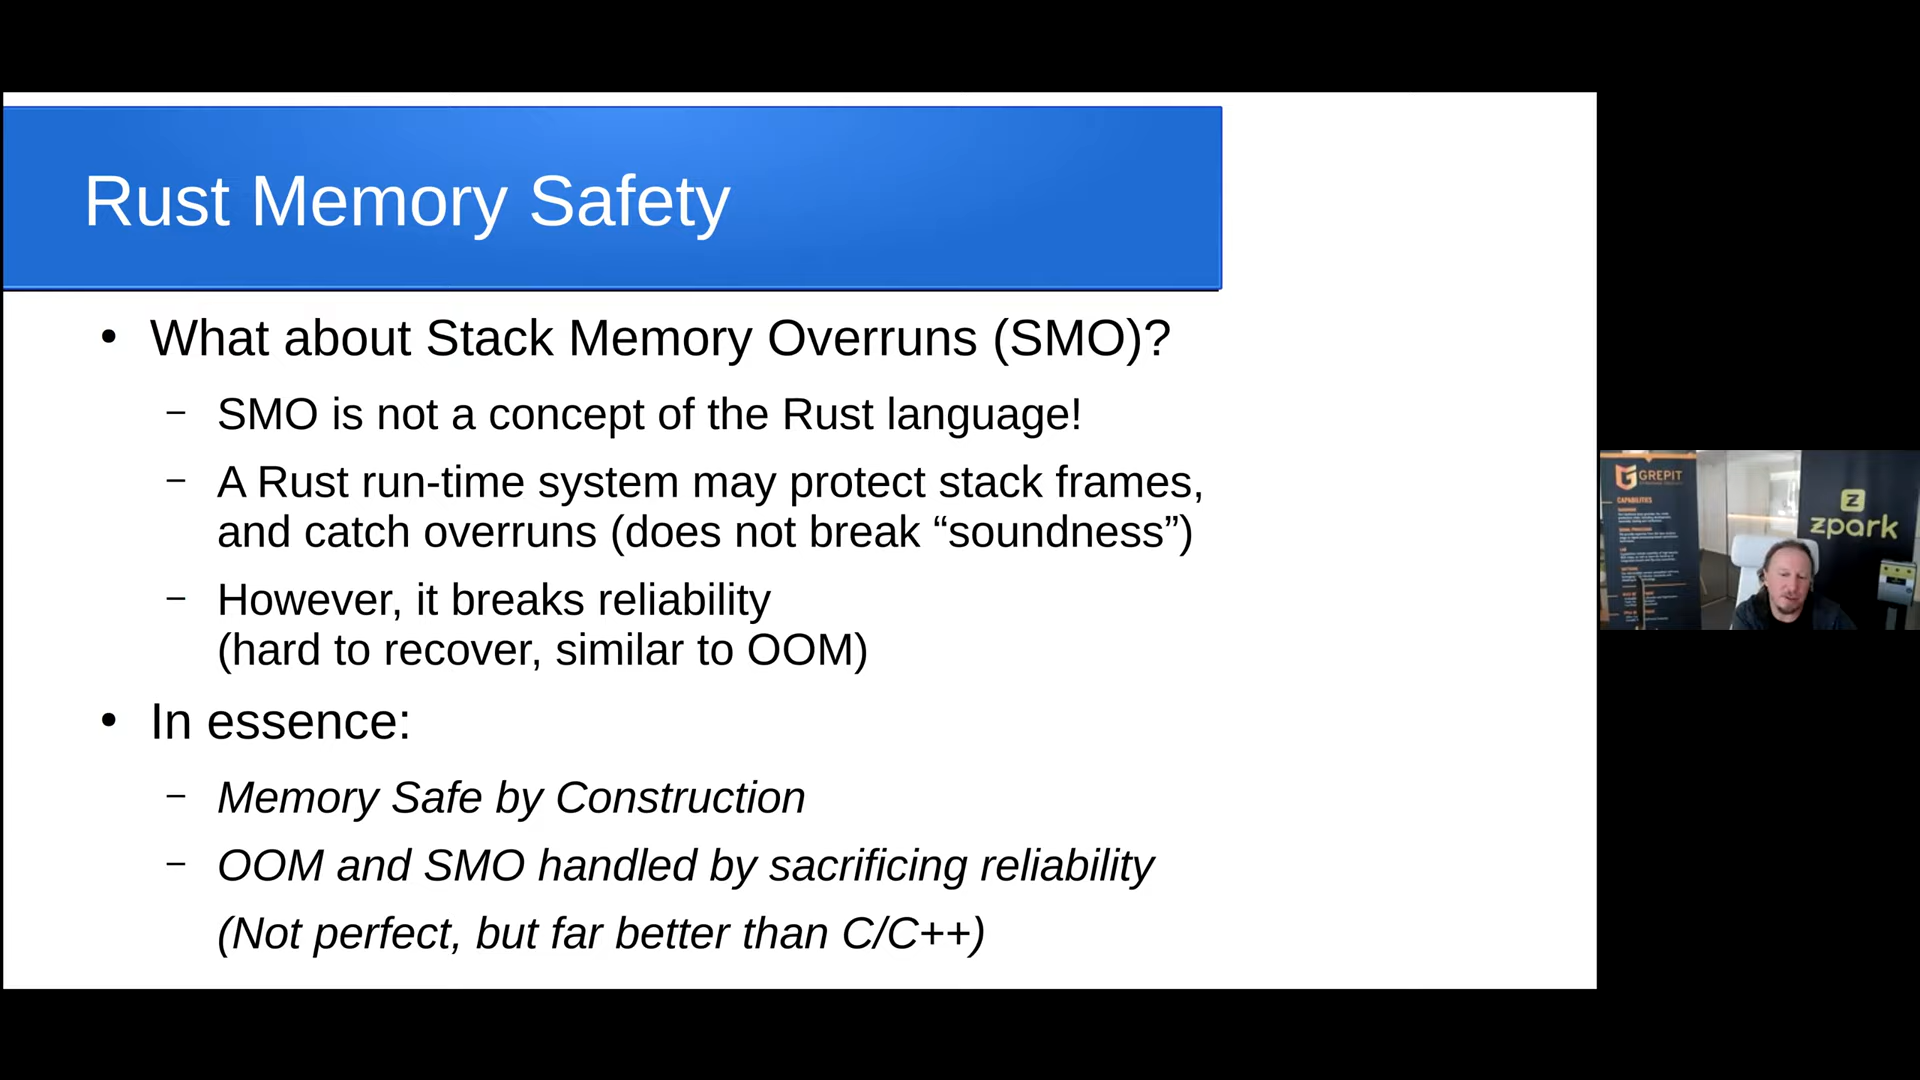 Rust Memory Safety
• What about Stack Memory Overruns (SMO)?
– SMO is not a concept of the Rust language!
– A Rust run-time system may protect stack frames,
and catch overruns (does not break “soundness”)
– However, it breaks reliability
(hard to recover, similar to OOM)
• In essence:
– Memory Safe by Construction
– OOM and SMO handled by sacrificing reliability
(Not perfect, but far better than C/C++)
GREPIT
CAPABILITIES
zpark